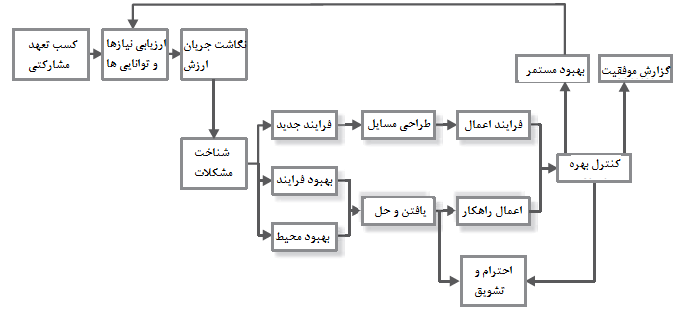 کسب تعهد
مشارکتی
ارزیابی نیازها
و توانایی ها
نگاشت جریان
ارزش
بهبود مستمر
گزارش موفقیت
شناخت
مشکلات
فرایند جدید
طراحی مسایل
فرایند اعمال
بهبود فرایند
بهبود محیط
یافتن و حل
اعمال راهکار
کنترل بهره
احترام و
تشویق